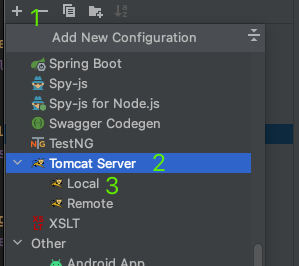 1
Add New Configuration
Spring Boot
Spy-js
Spy-js for Node.js
Swagger Codegen
TestNG
Tomcat Server 2
Local 3
Remote
XSLT
Other
Android App